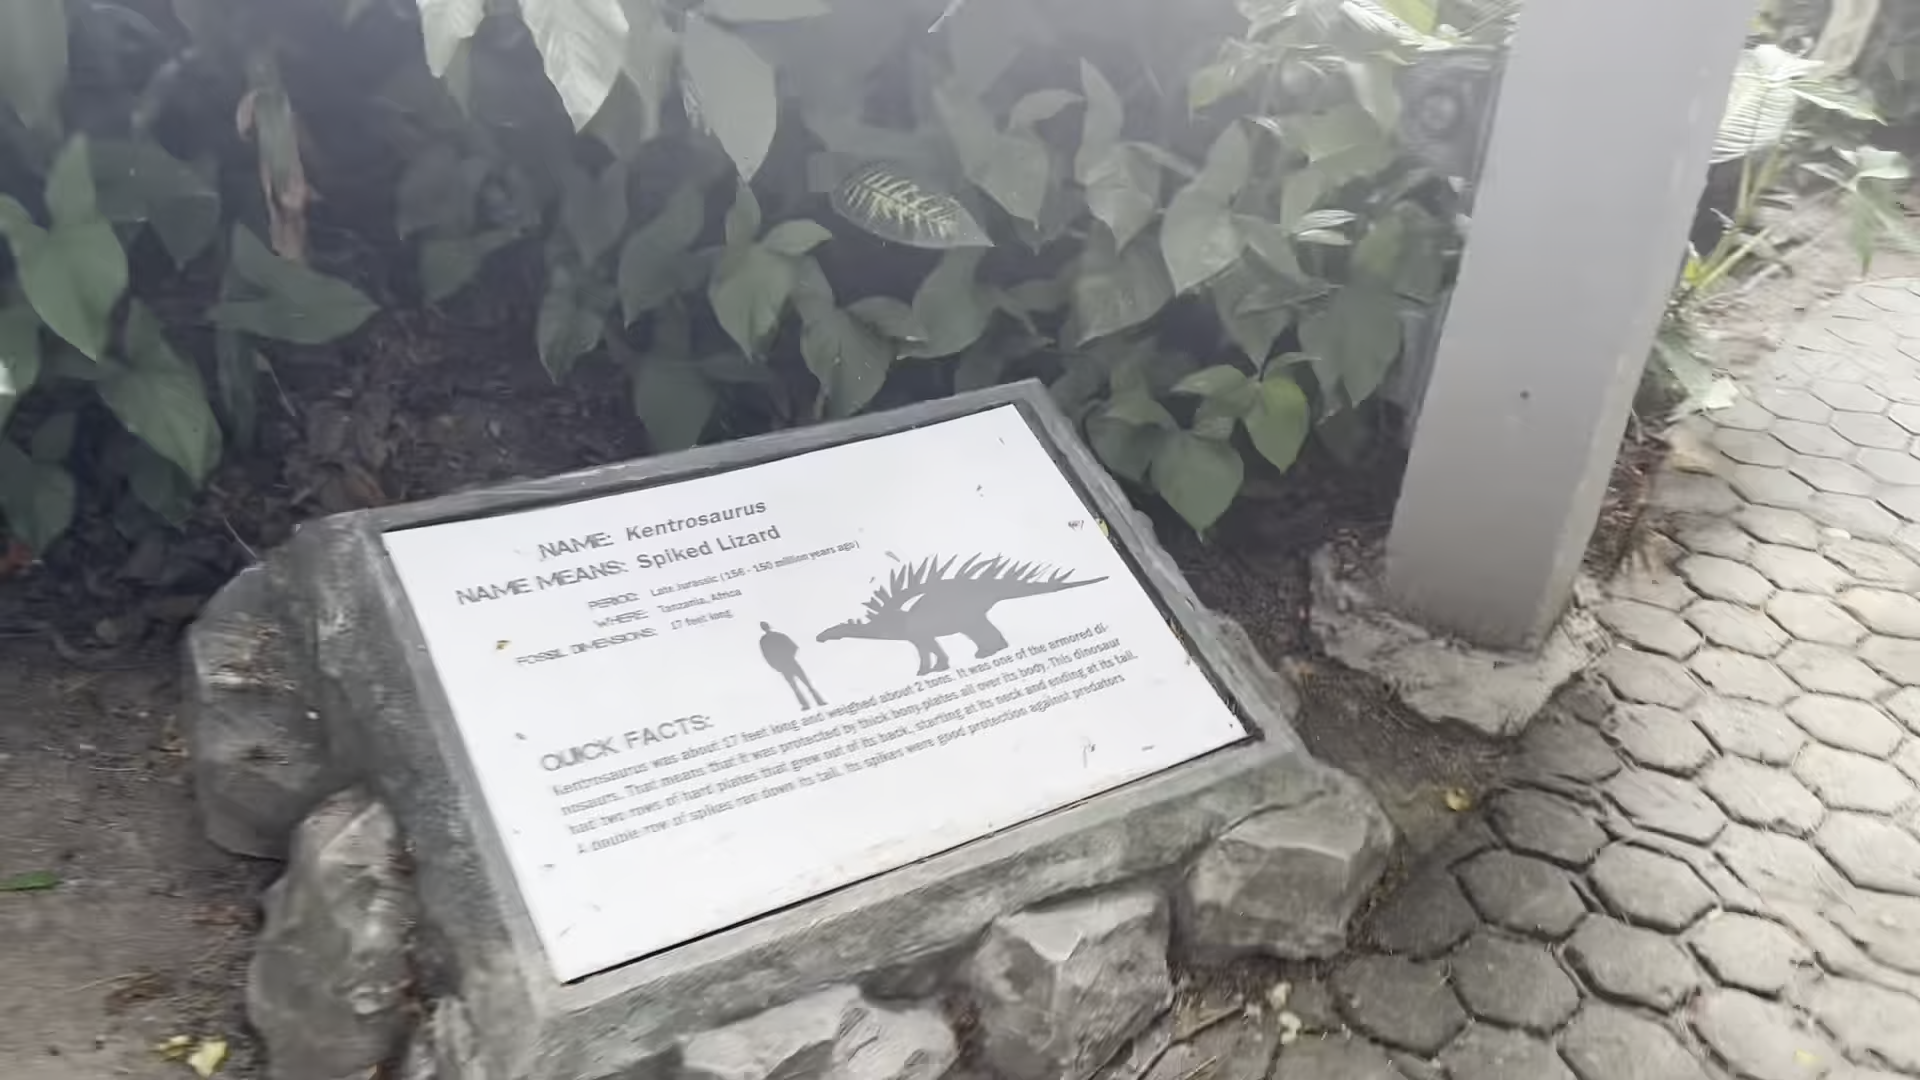 NAME: Kentrosaurus
NAME MEANS: Spiked Lizard
PERIOD: Late Jurassic (156 - 150 million years ago)
WHERE: Tanzania, Africa
FOSSIL DIMENSIONS: 17 feet long
QUICK FACTS:
Kentrosaurus was about 17 feet long and weighed about 2 tons. It was one of the armored di-
nosaurs. That means that it was protected by thick bony plates all over its body. This dinosaur
had two rows of hard plates that grew out of its back, starting at its neck and ending at its tail.
A double row of spikes ran down its tail. Its spikes were good protection against predators